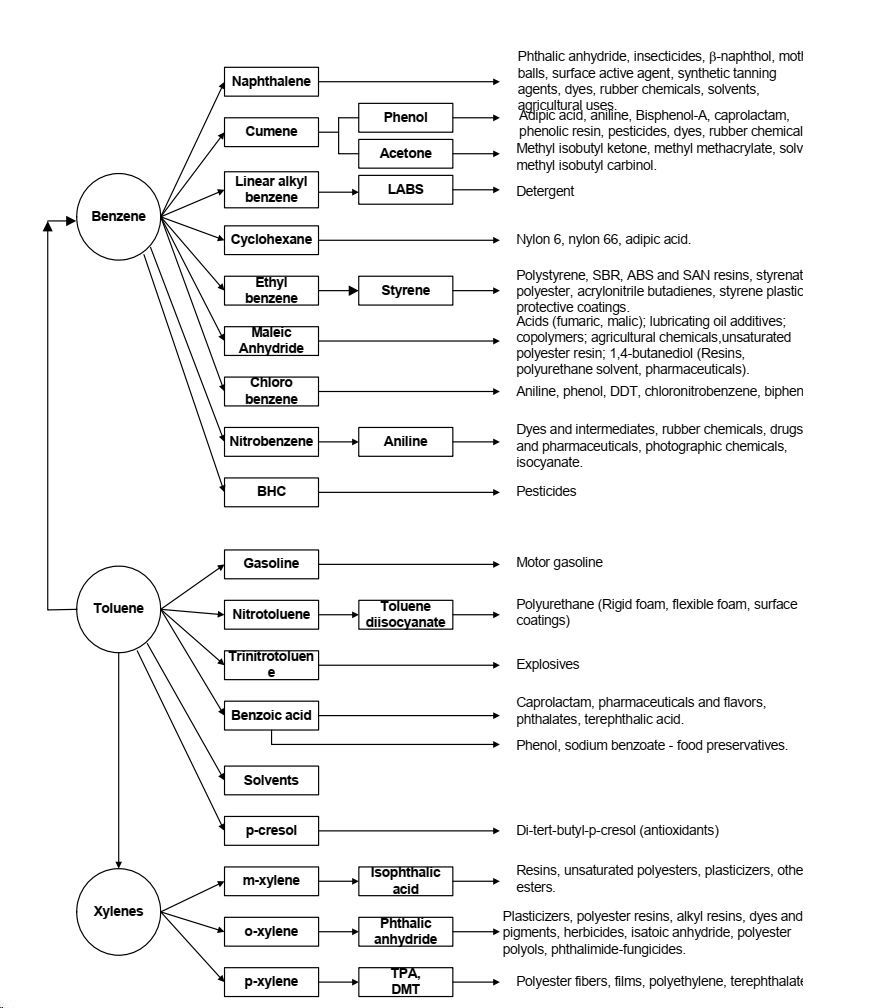 Naphthalene
Phthalic anhydride, insecticides, β-naphthol,
balls, surface active agent, synthetic tanning
agents, dyes, rubber chemicals, solvents,
agricultural uses.
Cumene
Phenol
Adipic acid, aniline, Bisphenol-A, caprolactam,
phenolic resin, pesticides, dyes, rubber chemical
Acetone
Methyl isobutyl ketone, methyl methacrylate, solv
methyl isobutyl carbinol.
Linear alkyl
benzene
LABS
Detergent
Benzene
Cyclohexane
Nylon 6, nylon 66, adipic acid.
Ethyl
benzene
Styrene
Polystyrene, SBR, ABS and SAN resins, styrenat
polyester, acrylonitrile butadienes, styrene plastic
protective coatings.
Maleic
Anhydride
Acids (fumaric, malic); lubricating oil additives;
copolymers; agricultural chemicals,unsaturated
polyester resin; 1,4-butanediol (Resins,
polyurethane solvent, pharmaceuticals).
Chloro
benzene
Aniline, phenol, DDT, chloronitrobenzene, biphen
Nitrobenzene
Aniline
Dyes and intermediates, rubber chemicals, drugs
and pharmaceuticals, photographic chemicals,
isocyanate.
BHC
Pesticides
Toluene
Gasoline
Motor gasoline
Nitrotoluene
Toluene
diisocyanate
Polyurethane (Rigid foam, flexible foam, surface
coatings)
Trinitrotoluen
e
Explosives
Benzoic acid
Caprolactam, pharmaceuticals and flavors,
phthalates, terephthalic acid.
Phenol, sodium benzoate - food preservatives.
Solvents
p-cresol
Di-tert-butyl-p-cresol (antioxidants)
Xylenes
m-xylene
Isophthalic
acid
Resins, unsaturated polyesters, plasticizers, othe
esters.
o-xylene
Phthalic
anhydride
Plasticizers, polyester resins, alkyl resins, dyes and
pigments, herbicides, isatoic anhydride, polyester
polyols, phthalimide-fungicides.
p-xylene
TPA,
DMT
Polyester fibers, films, polyethylene, terephthalate